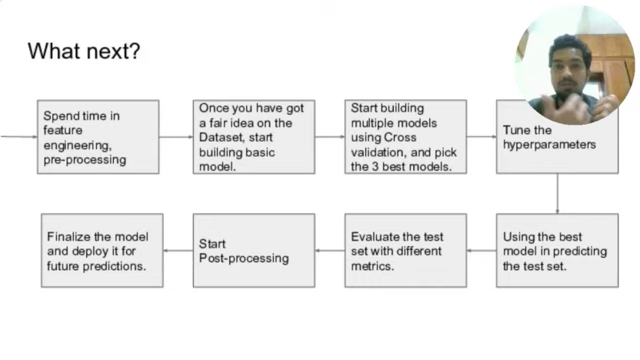 What next?
Spend time in
feature
engineering,
pre-processing
Once you have got
a fair idea on the
Dataset, start
building basic
model.
Start building
multiple models
using Cross
validation, and pick
the 3 best models.
Tune the
hyperparameters
Using the best
model in predicting
the test set.
Evaluate the test
set with different
metrics.
Start
Post-processing
Finalize the model
and deploy it for
future predictions.